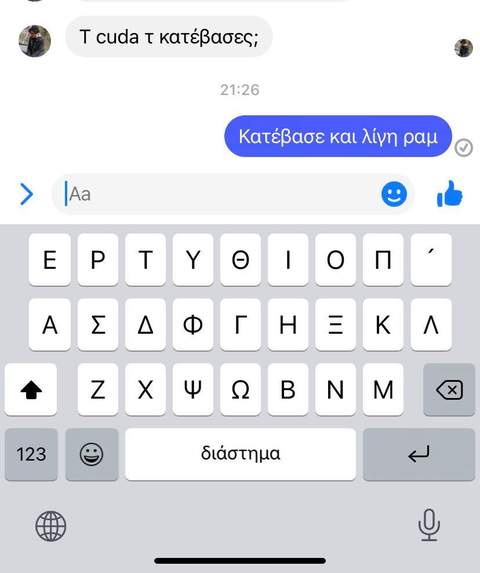 Τ cuda τ κατέβασες;
21:26
Κατέβασε και λίγη ραμ
Aa
Ε Ρ Τ Υ Θ Ι Ο Π ´
Α Σ Δ Φ Γ Η Ξ Κ Λ
Ζ Χ Ψ Ω Β Ν Μ
123 διάστημα